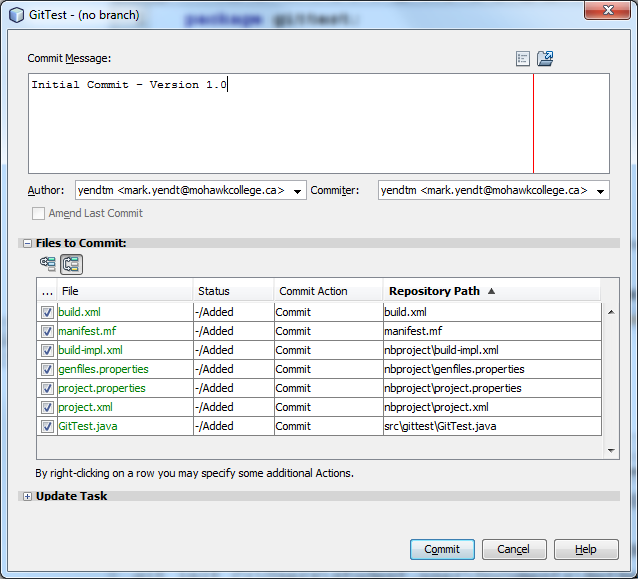 GitTest - (no branch)
package gittest;
Commit Message:
Initial Commit - Version 1.0
Author: yendtm <mark.yendt@mohawkcollege.ca> Commiter: yendtm <mark.yendt@mohawkcollege.ca>
Amend Last Commit
Files to Commit:
... File Status Commit Action Repository Path
build.xml -/Added Commit build.xml
manifest.mf -/Added Commit manifest.mf
build-impl.xml -/Added Commit nbproject\build-impl.xml
genfiles.properties -/Added Commit nbproject\genfiles.properties
project.properties -/Added Commit nbproject\project.properties
project.xml -/Added Commit nbproject\project.xml
GitTest.java -/Added Commit src\gittest\GitTest.java
By right-clicking on a row you may specify some additional Actions.
Update Task
Commit Cancel Help